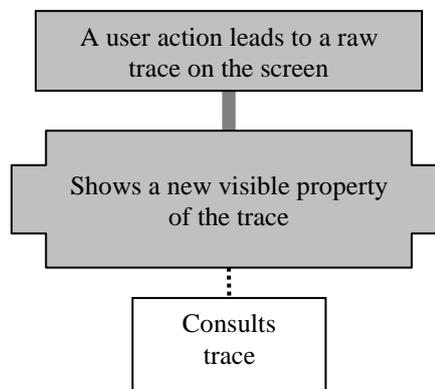 A user action leads to a raw
trace on the screen
Shows a new visible property
of the trace
Consults
trace